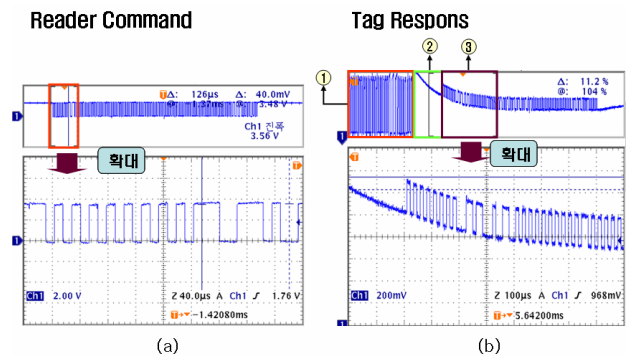 Reader Command
Tag Respons
① ② ③
Δ: 126µs Δ: 40.0mV
@: -1.37ms @: 3.48 V
Ch1 진폭
3.56 V
Δ: 11.2 %
@: 104 %
확대
확대
Ch1 2.00 V Z 40.0µs A Ch1 ʃ 1.76 V
-1.42080ms
Ch1 200mV Z 100µs A Ch1 ʃ 968mV
5.64200ms
(a)
(b)